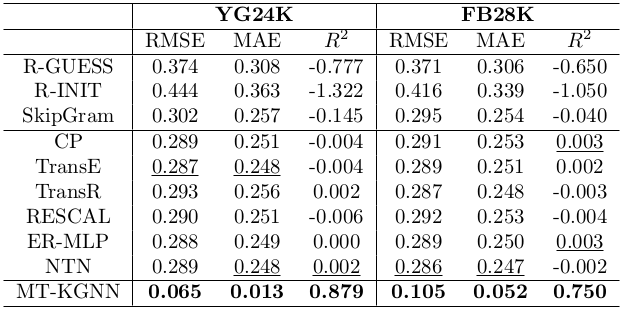 YG24K FB28K
RMSE MAE R² RMSE MAE R²
R-GUESS 0.374 0.308 -0.777 0.371 0.306 -0.650
R-INIT 0.444 0.363 -1.322 0.416 0.339 -1.050
SkipGram 0.302 0.257 -0.145 0.295 0.254 -0.040
CP 0.289 0.251 -0.004 0.291 0.253 0.003
TransE 0.287 0.248 -0.004 0.289 0.251 0.002
TransR 0.293 0.256 0.002 0.287 0.248 -0.003
RESCAL 0.290 0.251 -0.006 0.292 0.253 -0.004
ER-MLP 0.288 0.249 0.000 0.289 0.250 0.003
NTN 0.289 0.248 0.002 0.286 0.247 -0.002
MT-KGNN 0.065 0.013 0.879 0.105 0.052 0.750